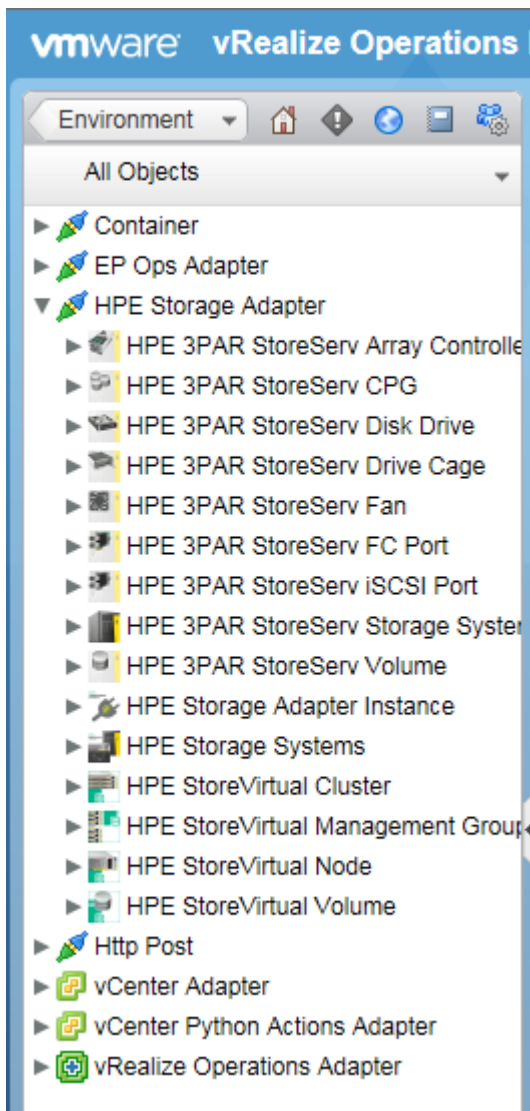 vmware vRealize Operations
Environment
All Objects
Container
EP Ops Adapter
HPE Storage Adapter
HPE 3PAR StoreServ Array Controlle
HPE 3PAR StoreServ CPG
HPE 3PAR StoreServ Disk Drive
HPE 3PAR StoreServ Drive Cage
HPE 3PAR StoreServ Fan
HPE 3PAR StoreServ FC Port
HPE 3PAR StoreServ iSCSI Port
HPE 3PAR StoreServ Storage System
HPE 3PAR StoreServ Volume
HPE Storage Adapter Instance
HPE Storage Systems
HPE StoreVirtual Cluster
HPE StoreVirtual Management Group
HPE StoreVirtual Node
HPE StoreVirtual Volume
Http Post
vCenter Adapter
vCenter Python Actions Adapter
vRealize Operations Adapter